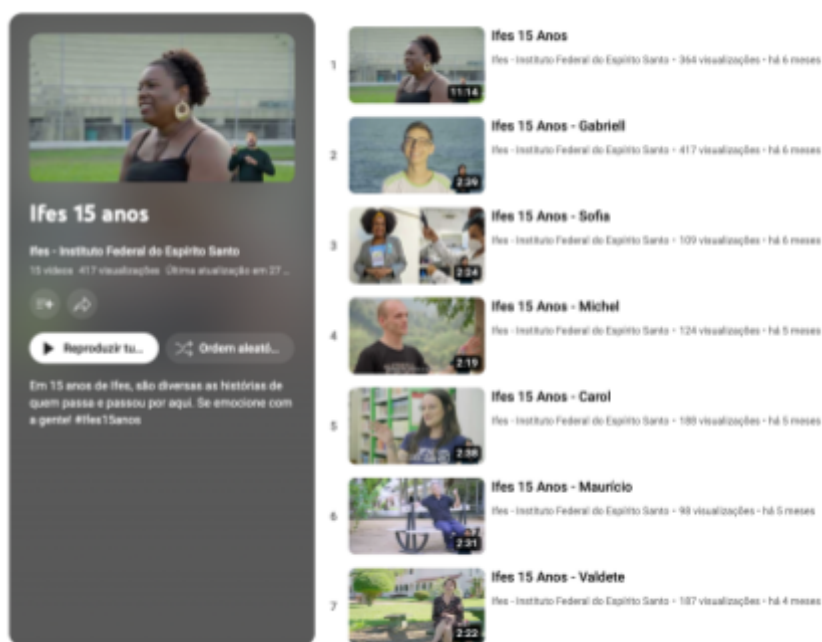 Ifes 15 anos
Ifes - Instituto Federal do Espírito Santo
15 vídeos 417 visualizações Última atualização em 27 ...
Reproduzir tu...
Ordem aleató...
Em 15 anos de Ifes, são diversas as histórias de
quem passa e passou por aqui. Se emocione com
a gente! #Ifes15anos
1
11:14
Ifes 15 Anos
Ifes - Instituto Federal do Espírito Santo • 364 visualizações • há 6 meses
2
2:39
Ifes 15 Anos - Gabriell
Ifes - Instituto Federal do Espírito Santo • 417 visualizações • há 6 meses
3
2:24
Ifes 15 Anos - Sofia
Ifes - Instituto Federal do Espírito Santo • 109 visualizações • há 6 meses
4
2:19
Ifes 15 Anos - Michel
Ifes - Instituto Federal do Espírito Santo • 124 visualizações • há 5 meses
5
Ifes 15 Anos - Carol
Ifes - Instituto Federal do Espírito Santo • 188 visualizações • há 5 meses
6
2:31
Ifes 15 Anos - Maurício
Ifes - Instituto Federal do Espírito Santo • 98 visualizações • há 5 meses
7
2:22
Ifes 15 Anos - Valdete
Ifes - Instituto Federal do Espírito Santo • 187 visualizações • há 4 meses